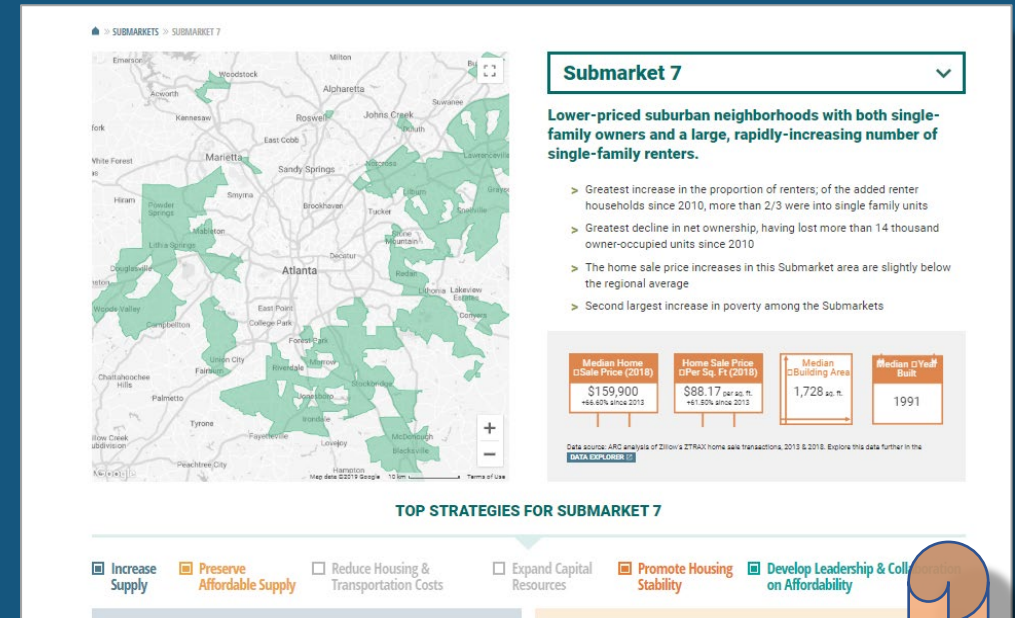 > SUBMARKETS > SUBMARKET 7
Emerson
Milton
Woodstock
Acworth
Alpharetta
Suwanee
Kennesaw
Roswell
Johns Creek
Duluth
East Cobb
White Forest
Marietta
Sandy Springs
Norcross
Lawrenceville
Hiram
Powder
Springs
Smyrna
Lilburn
Brookhaven
Tucker
Snellville
Mableton
Stone
Mountain
Lithia Springs
Decatur
Douglasville
Atlanta
Redan
Lithonia
Lakeview
Estates
East Point
Conyers
Campbellton
College Park
Forest Park
Union City
Riverdale
Morrow
Chattahoochee
Hills
Fairburn
Stockbridge
Palmetto
Jonesboro
Irondale
Tyrone
Fayetteville
Lovejoy
McDonough
Blacksville
Peachtree City
Hampton
Map data ©2019 Google
10 km
Terms of Use
Submarket 7
Lower-priced suburban neighborhoods with both single-
family owners and a large, rapidly-increasing number of
single-family renters.
> Greatest increase in the proportion of renters; of the added renter
households since 2010, more than 2/3 were into single family units
> Greatest decline in net ownership, having lost more than 14 thousand
owner-occupied units since 2010
> The home sale price increases in this Submarket area are slightly below
the regional average
> Second largest increase in poverty among the Submarkets
Median Home
Sale Price (2018)
$159,900
+66.60% since 2013
Home Sale Price
Per Sq. Ft (2018)
$88.17 per sq. ft.
+61.50% since 2013
Median
Building Area
1,728 sq. ft.
Median Year
Built
1991
Data source: ARC analysis of Zillow's ZTRAX home sale transactions, 2013 & 2018. Explore this data further in the
DATA EXPLORER
TOP STRATEGIES FOR SUBMARKET 7
Increase
Supply
Preserve
Affordable Supply
Reduce Housing &
Transportation Costs
Expand Capital
Resources
Promote Housing
Stability
Develop Leadership & Collaboration
on Affordability